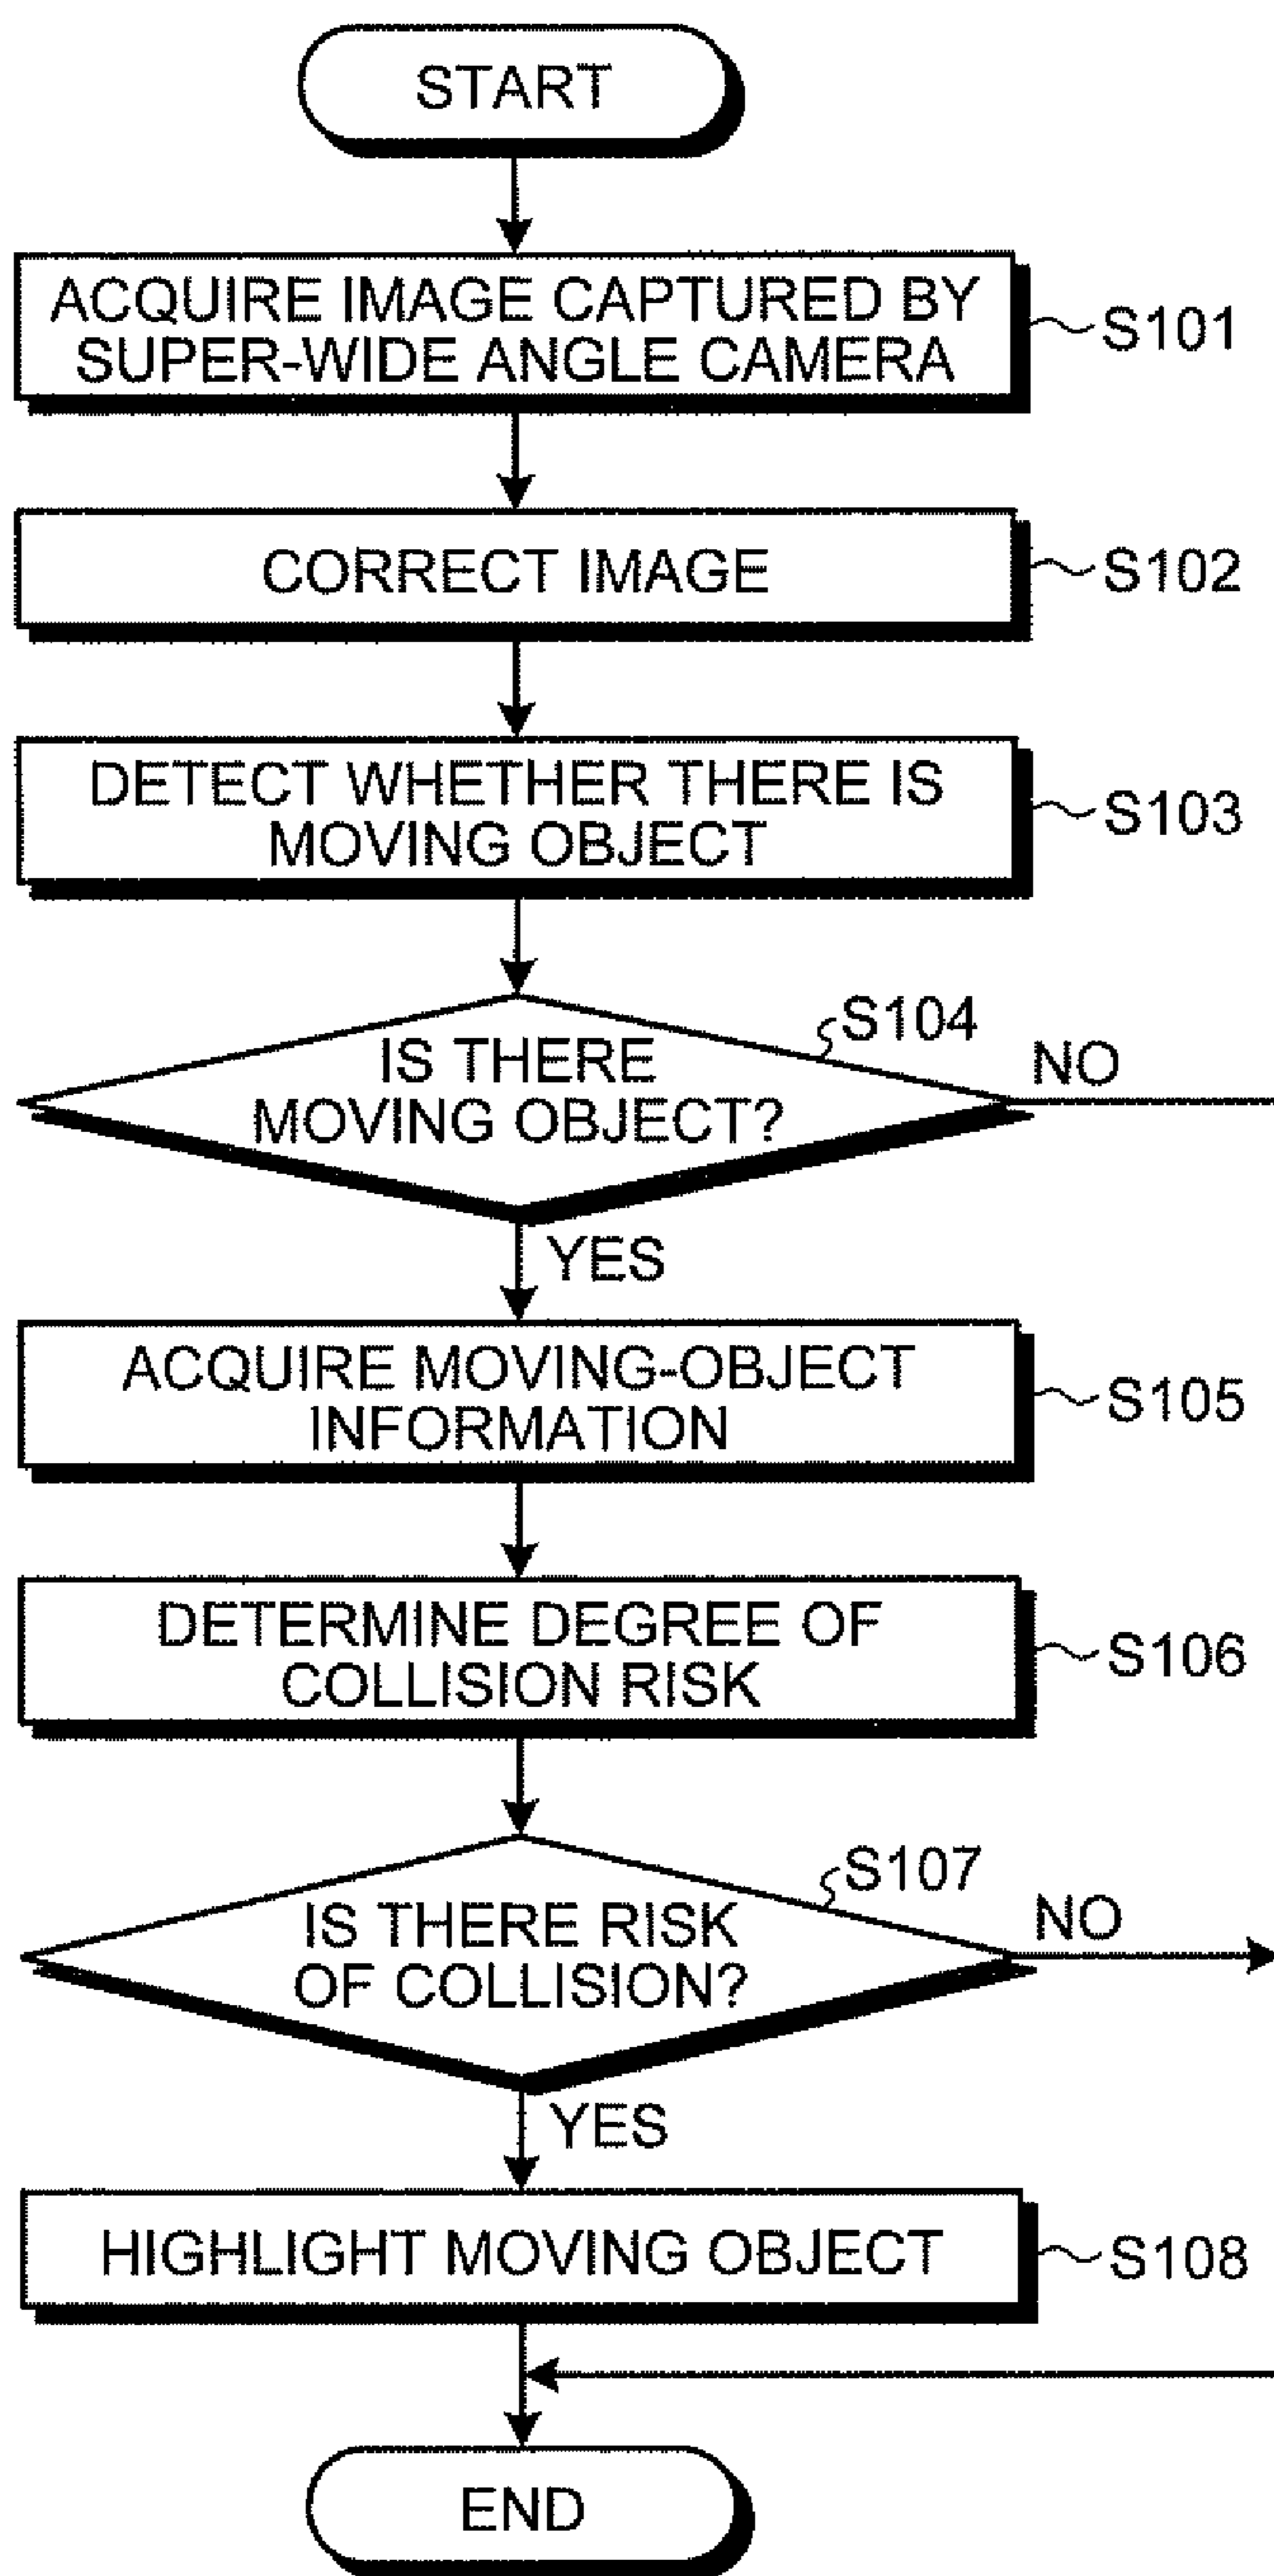 START
ACQUIRE IMAGE CAPTURED BY
SUPER-WIDE ANGLE CAMERA
S101
CORRECT IMAGE
S102
DETECT WHETHER THERE IS
MOVING OBJECT
S103
S104
IS THERE
MOVING OBJECT?
NO
YES
ACQUIRE MOVING-OBJECT
INFORMATION
S105
DETERMINE DEGREE OF
COLLISION RISK
S106
S107
IS THERE RISK
OF COLLISION?
NO
YES
HIGHLIGHT MOVING OBJECT
S108
END